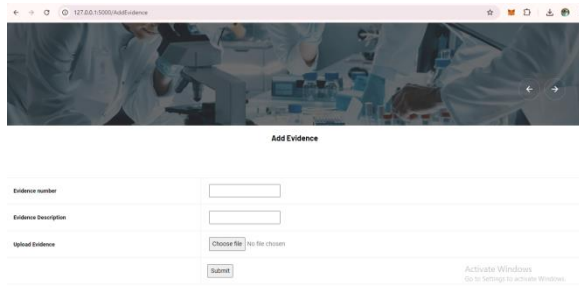 127.0.0.1:5000/AddEvidence
Add Evidence
Evidence number
Evidence Description
Upload Evidence
Choose file No file chosen
Submit
Activate Windows
Go to Settings to activate Windows.